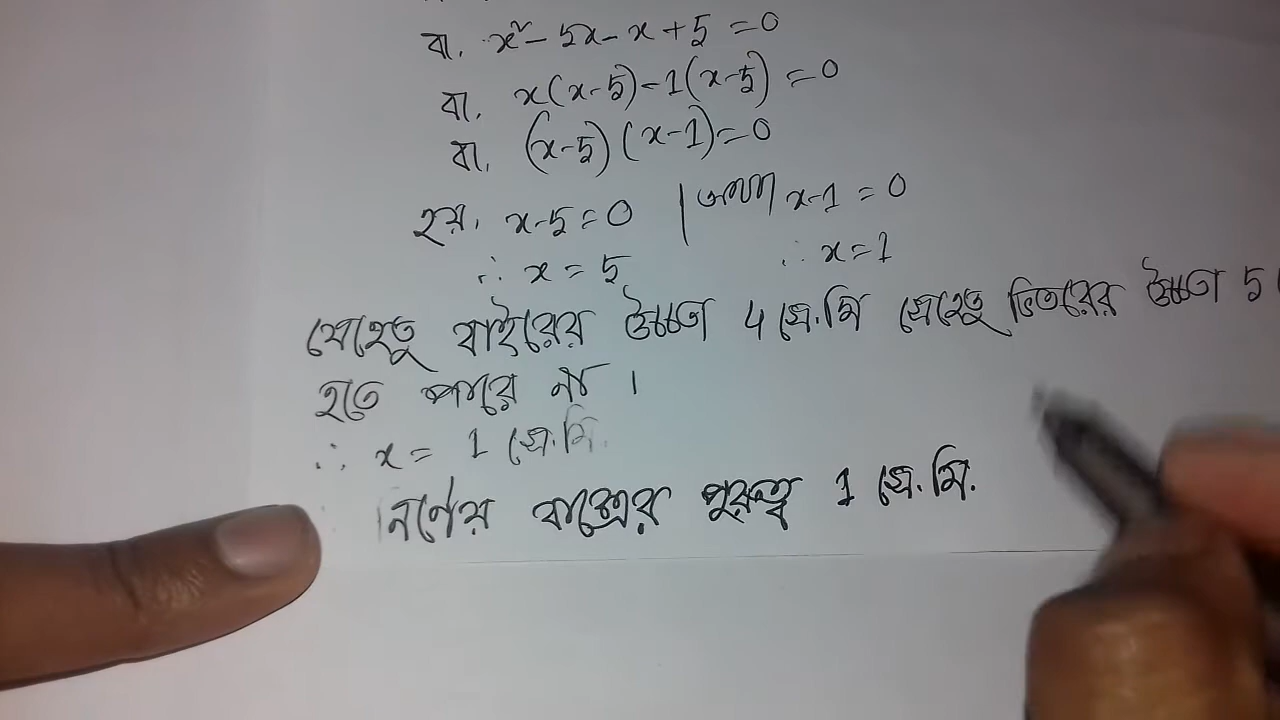 বা, x² - 5x - x + 5 = 0
বা, x(x-5) - 1(x-5) = 0
বা, (x-5) (x-1) = 0
হয়, x-5 = 0 | অথবা x-1 = 0
∴ x = 5 ∴ x = 1
যেহেতু বাইরের উচ্চতা 4 সে.মি সেহেতু ভিতরের উচ্চতা 5
হতে পারে না ।
∴ x = 1 সে.মি.
নির্ণেয় বাক্সের পুরুত্ব 1 সে.মি.